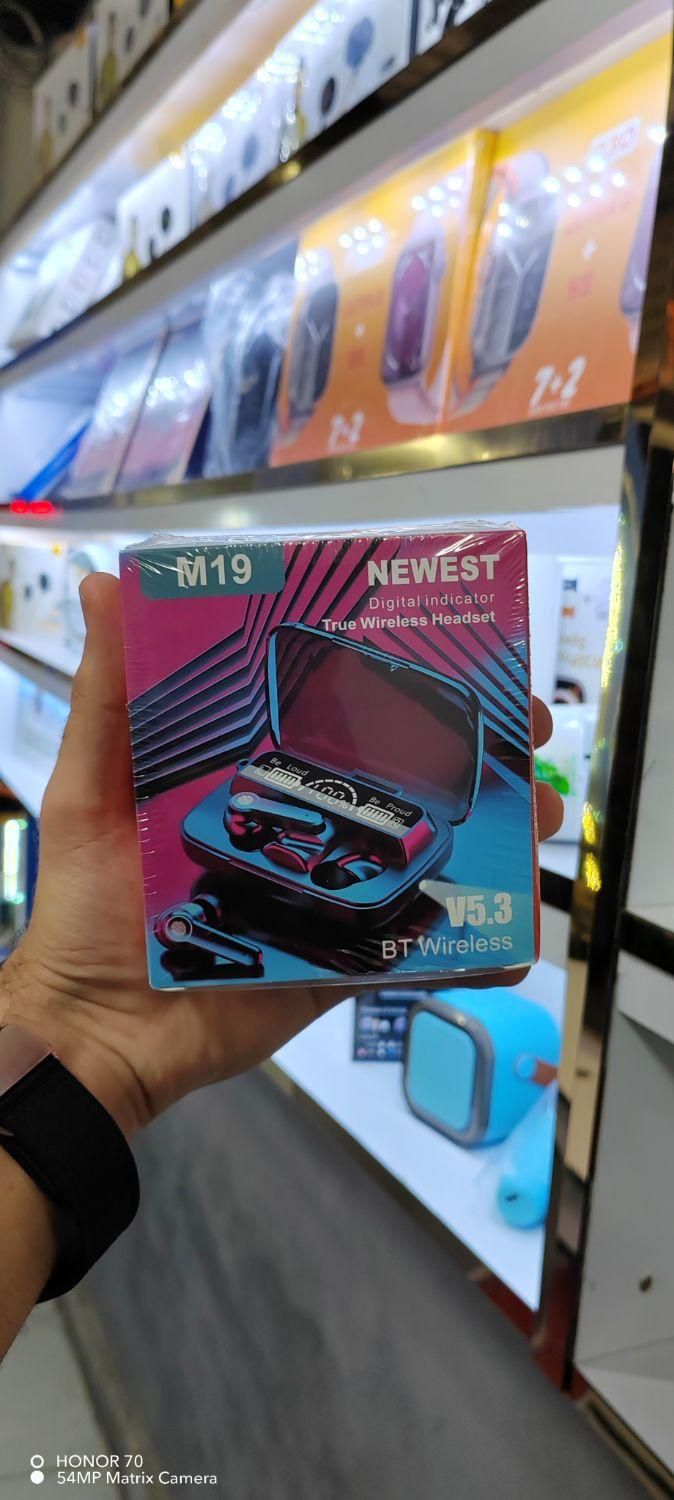 7+2
7+2
M19
NEWEST
Digital indicator
True Wireless Headset
Be Loud
100%
Be Proud
V5.3
BT Wireless
HONOR 70
54MP Matrix Camera